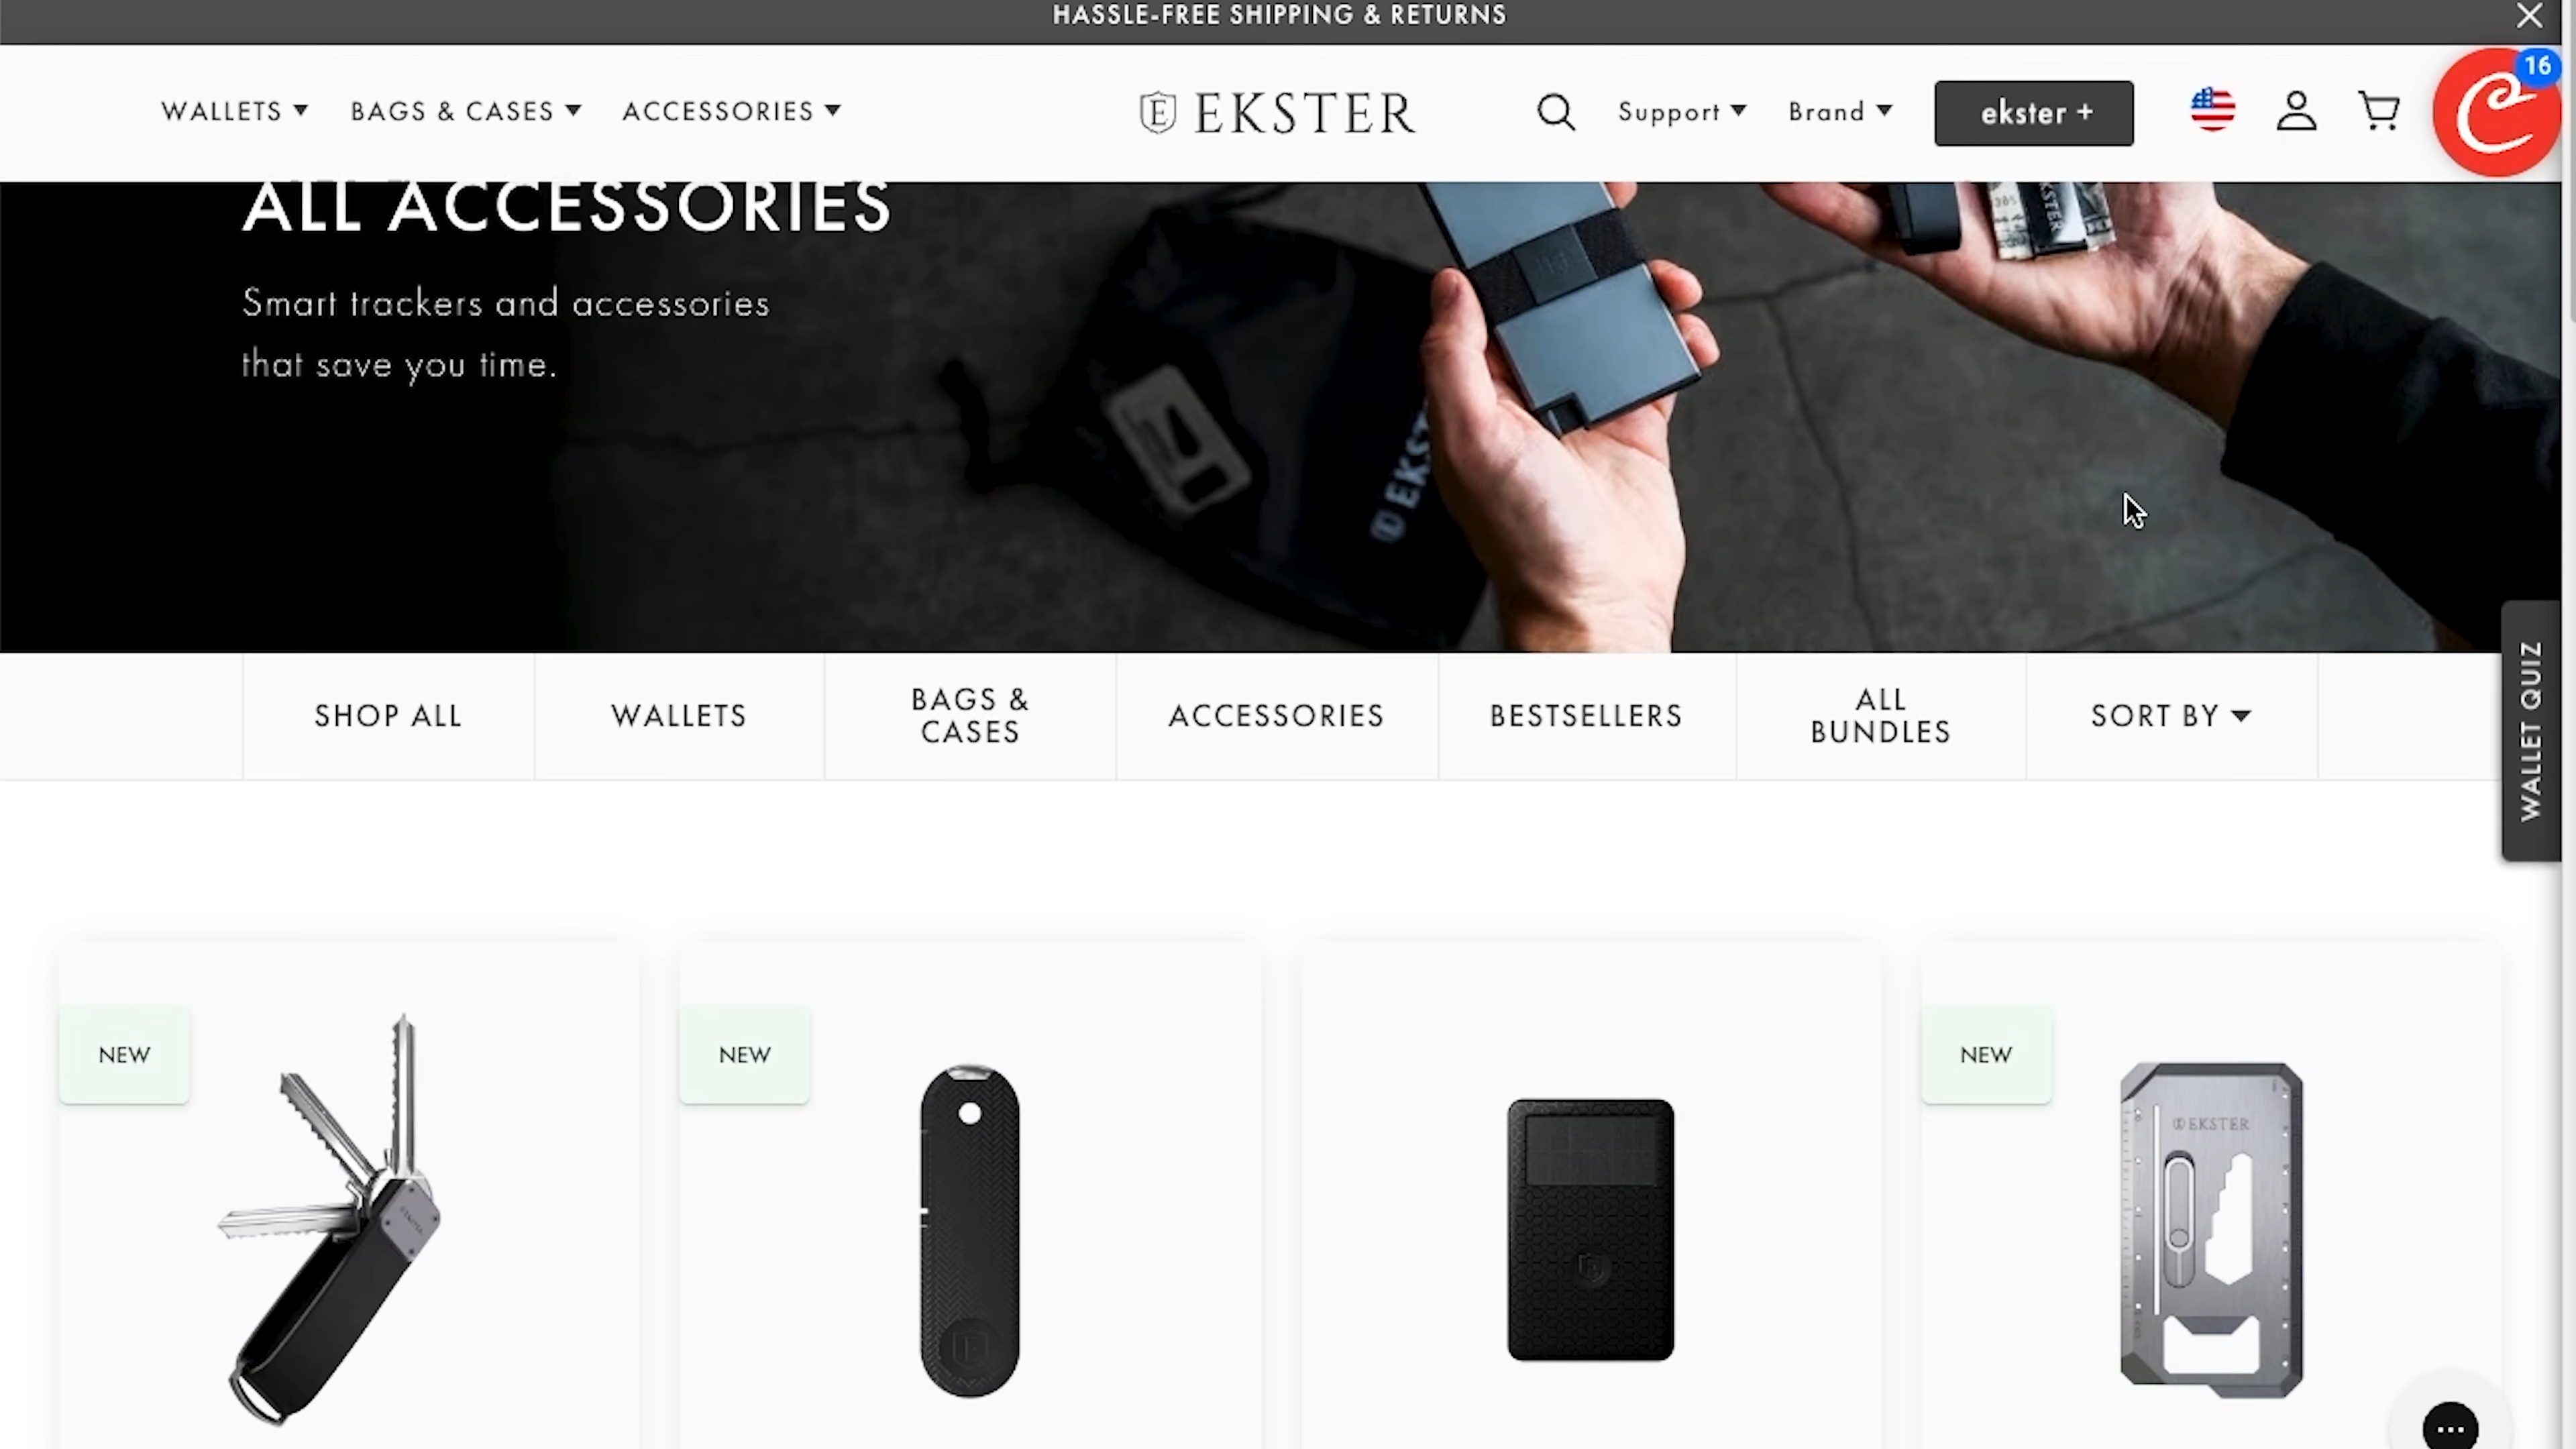 HASSLE-FREE SHIPPING & RETURNS
16
WALLETS
BAGS & CASES
ACCESSORIES
EKSTER
Support
Brand
ekster +
ALL ACCESSORIES
Smart trackers and accessories
that save you time.
EKSTER
EKST
WALLET QUIZ
SHOP ALL
WALLETS
BAGS &
CASES
ACCESSORIES
BESTSELLERS
ALL
BUNDLES
SORT BY
NEW
NEW
NEW
EKSTER